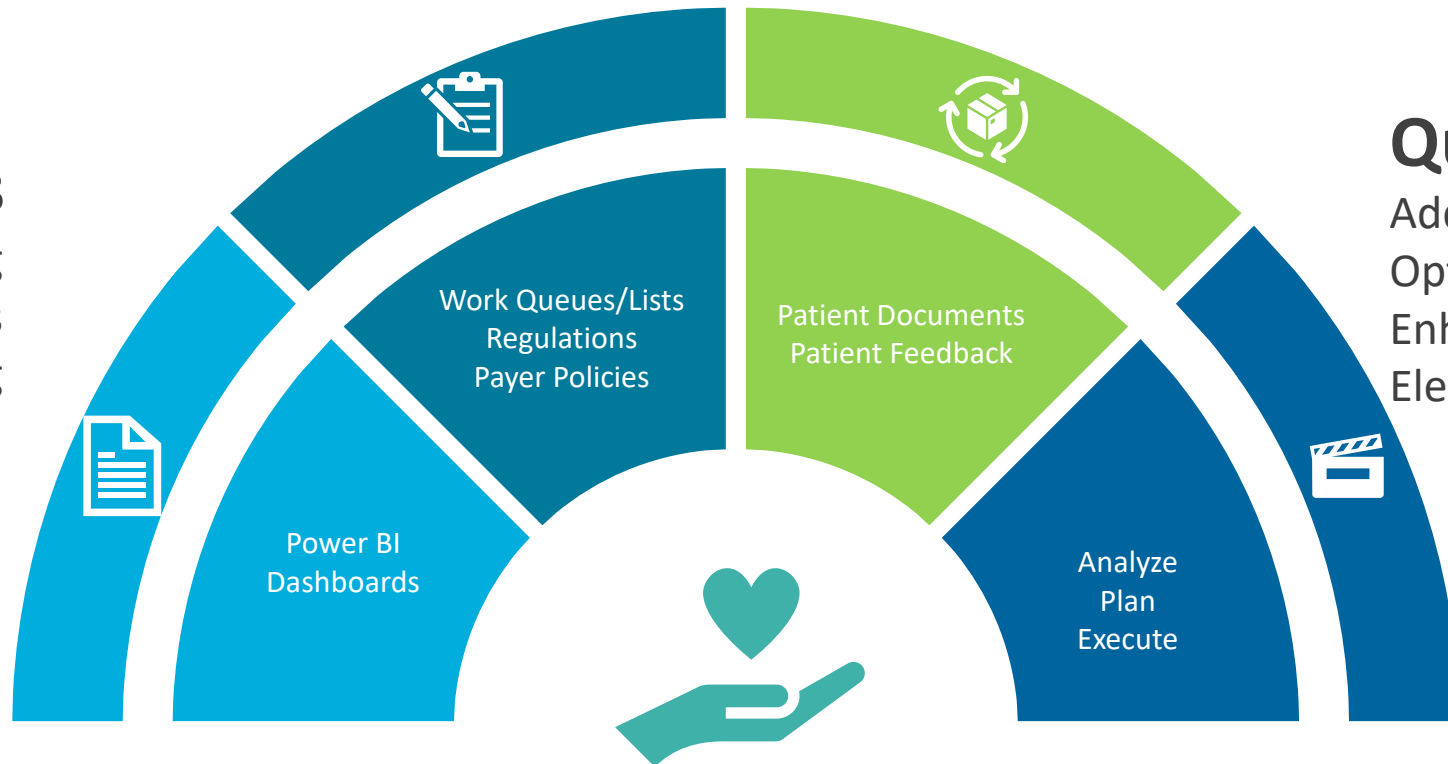 Work Queues/Lists
Regulations
Payer Policies
Patient Documents
Patient Feedback
Power BI
Dashboards
Analyze
Plan
Execute